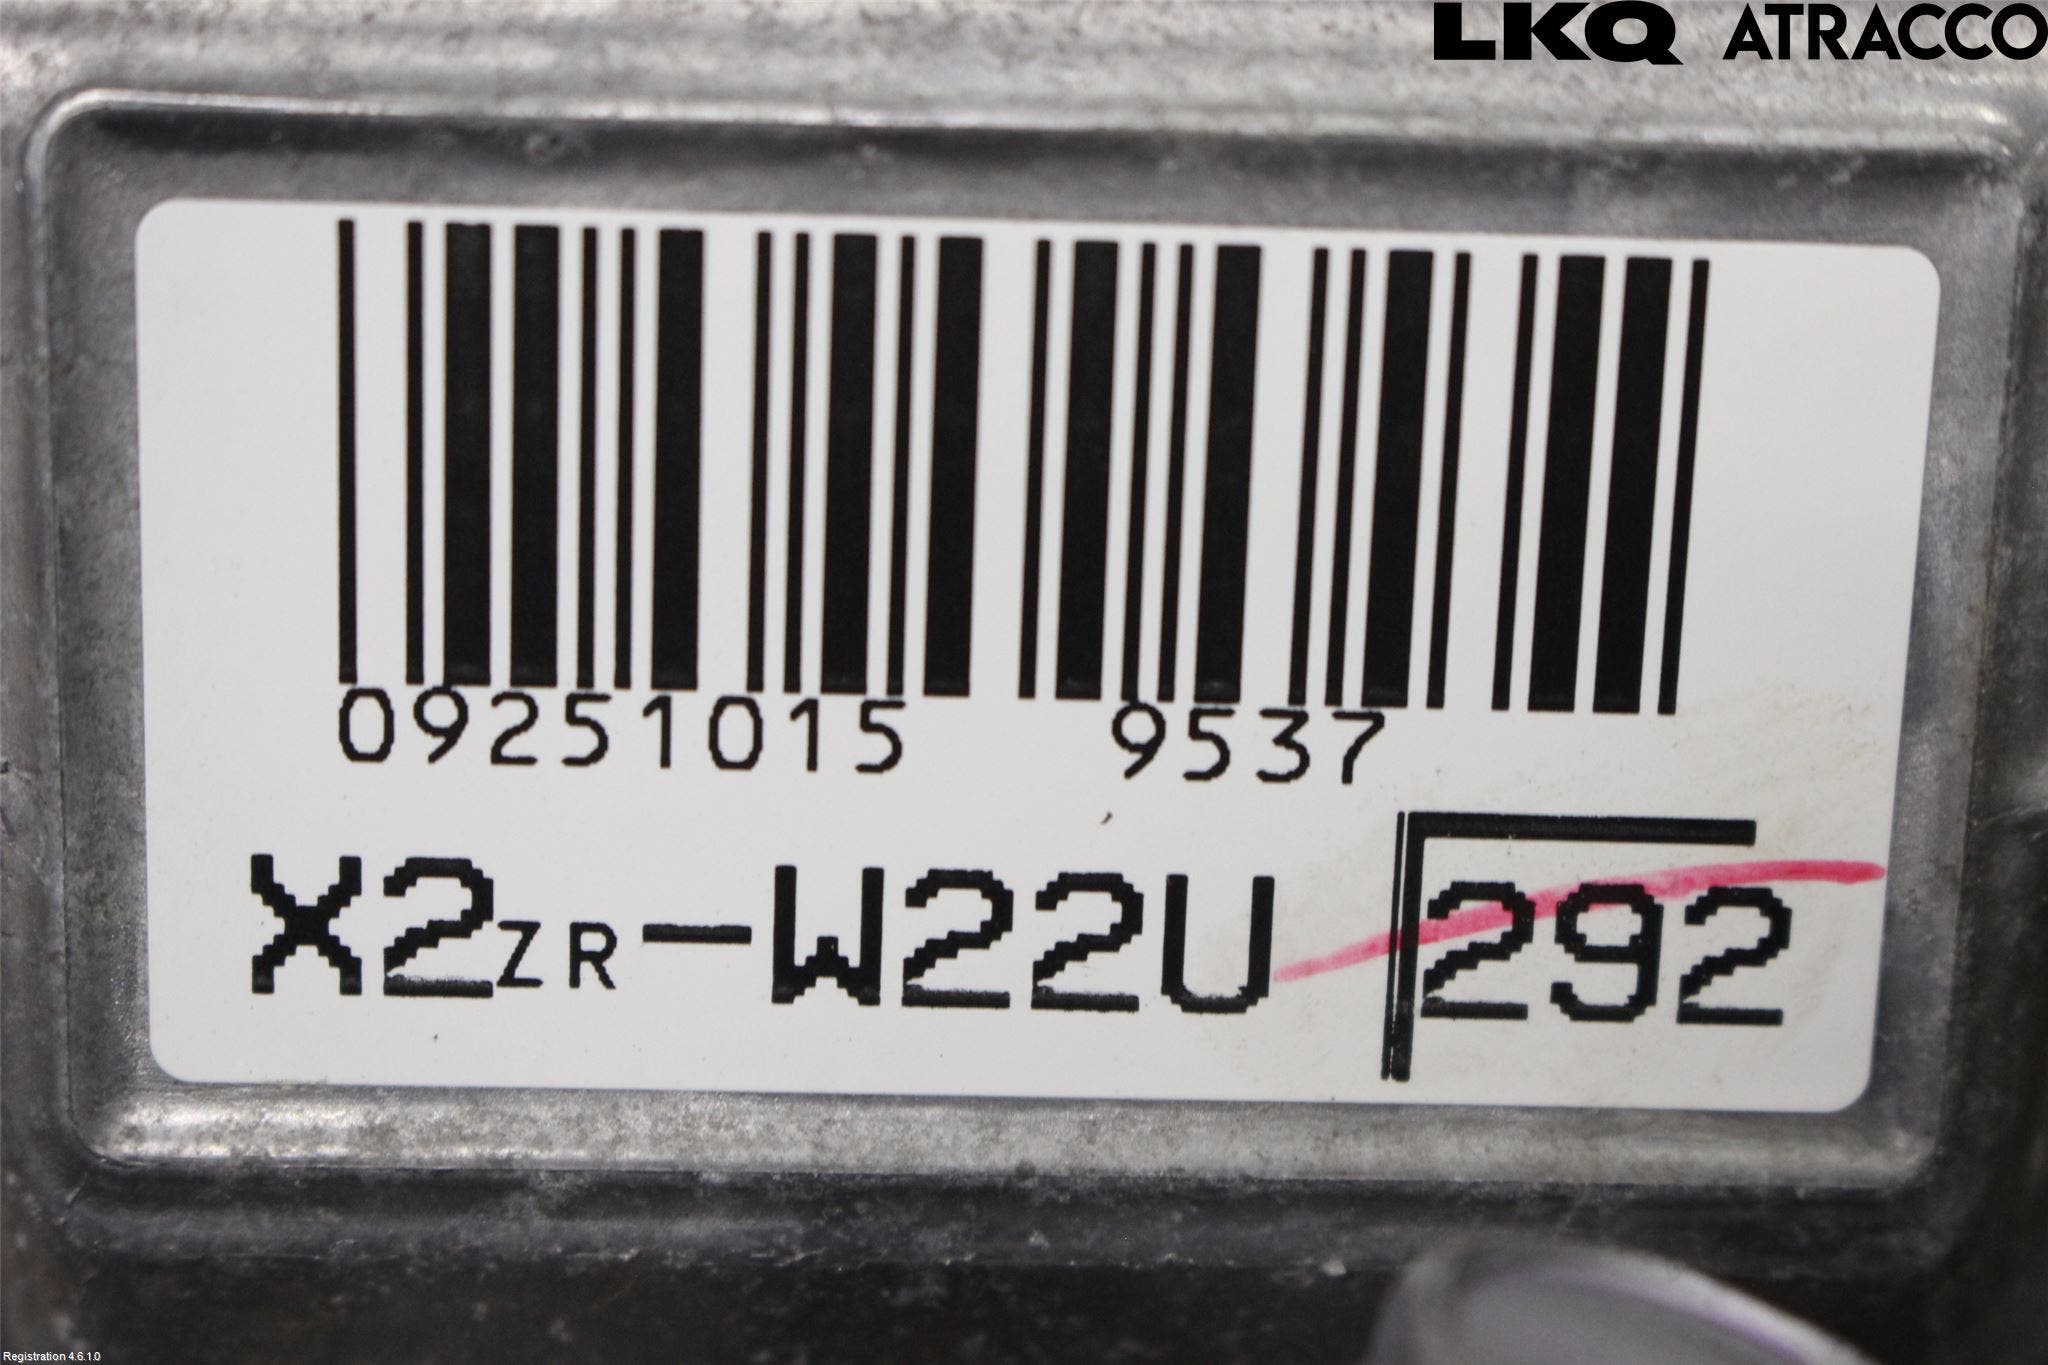 LKQ ATRACCO
09251015 9537
X2ZR-W22U 292
Registration 4.6.1.0